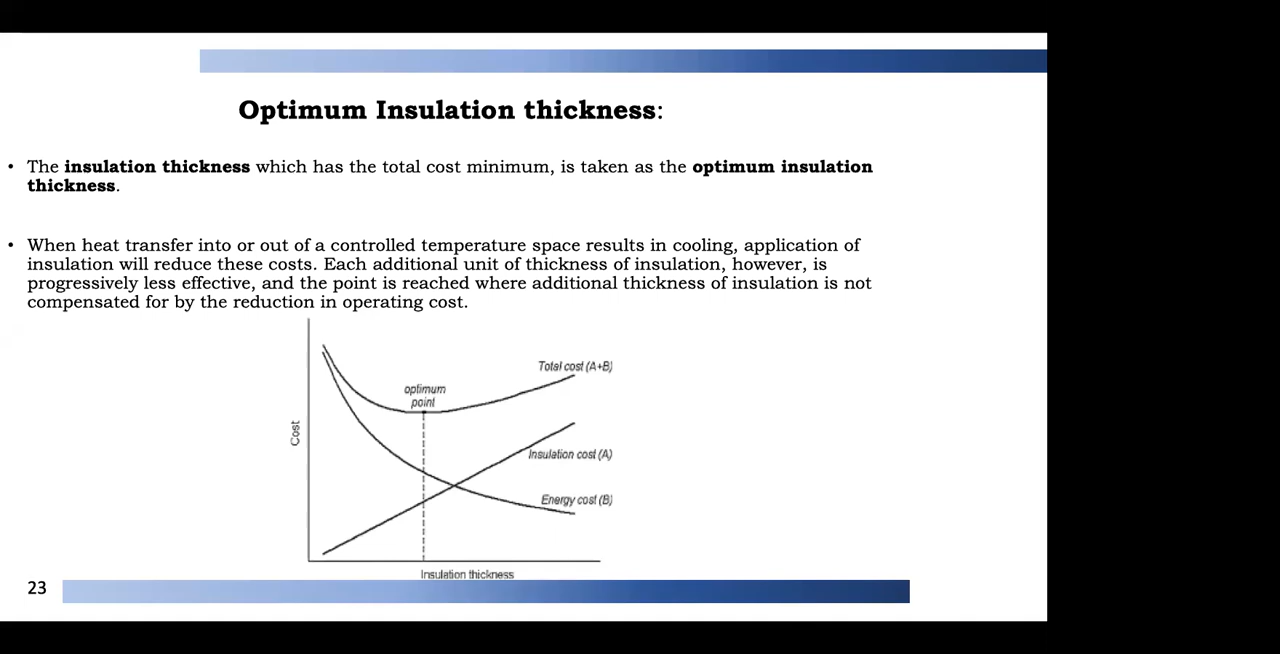 Optimum Insulation thickness:
• The insulation thickness which has the total cost minimum, is taken as the optimum insulation
thickness.
• When heat transfer into or out of a controlled temperature space results in cooling, application of
insulation will reduce these costs. Each additional unit of thickness of insulation, however, is
progressively less effective, and the point is reached where additional thickness of insulation is not
compensated for by the reduction in operating cost.
Total cost (A+B)
optimum
point
Cost
Insulation cost (A)
Energy cost (B)
Insulation thickness
23